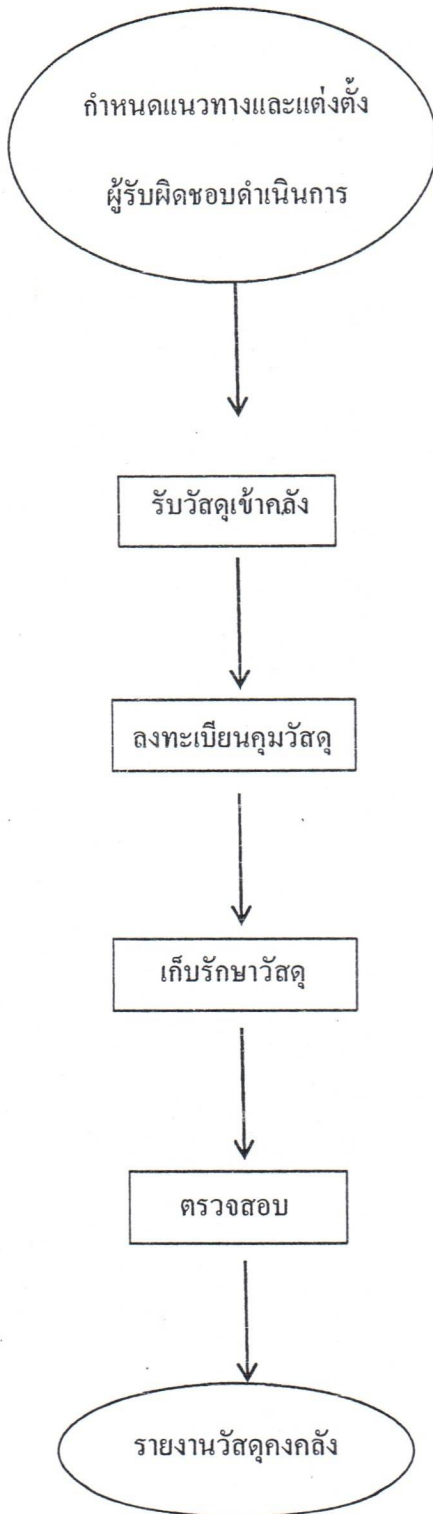 กำหนดแนวทางและแต่งตั้ง
ผู้รับผิดชอบดำเนินการ
รับวัสดุเข้าคลัง
ลงทะเบียนคุมวัสดุ
เก็บรักษาวัสดุ
ตรวจสอบ
รายงานวัสดุคงคลัง